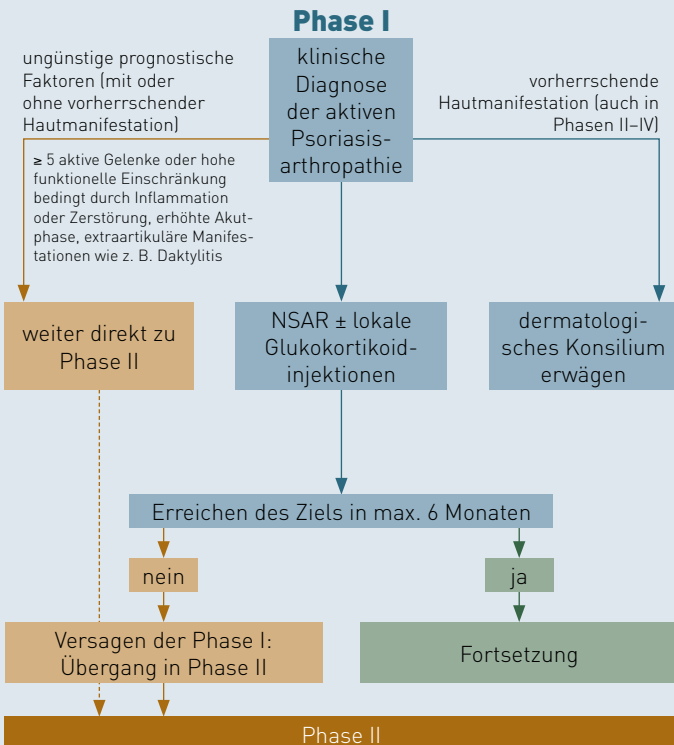 Phase I
ungünstige prognostische
Faktoren (mit oder
ohne vorherrschender
Hautmanifestation)
klinische
Diagnose
der aktiven
Psoriasis-
arthropathie
vorherrschende
Hautmanifestation (auch in
Phasen II–IV)
≥ 5 aktive Gelenke oder hohe
funktionelle Einschränkung
bedingt durch Inflammation
oder Zerstörung, erhöhte Akut-
phase, extraartikuläre Manifes-
tationen wie z. B. Daktylitis
weiter direkt zu
Phase II
NSAR ± lokale
Glukokortikoid-
injektionen
dermatologi-
sches Konsilium
erwägen
Erreichen des Ziels in max. 6 Monaten
nein
ja
Versagen der Phase I:
Übergang in Phase II
Fortsetzung
Phase II